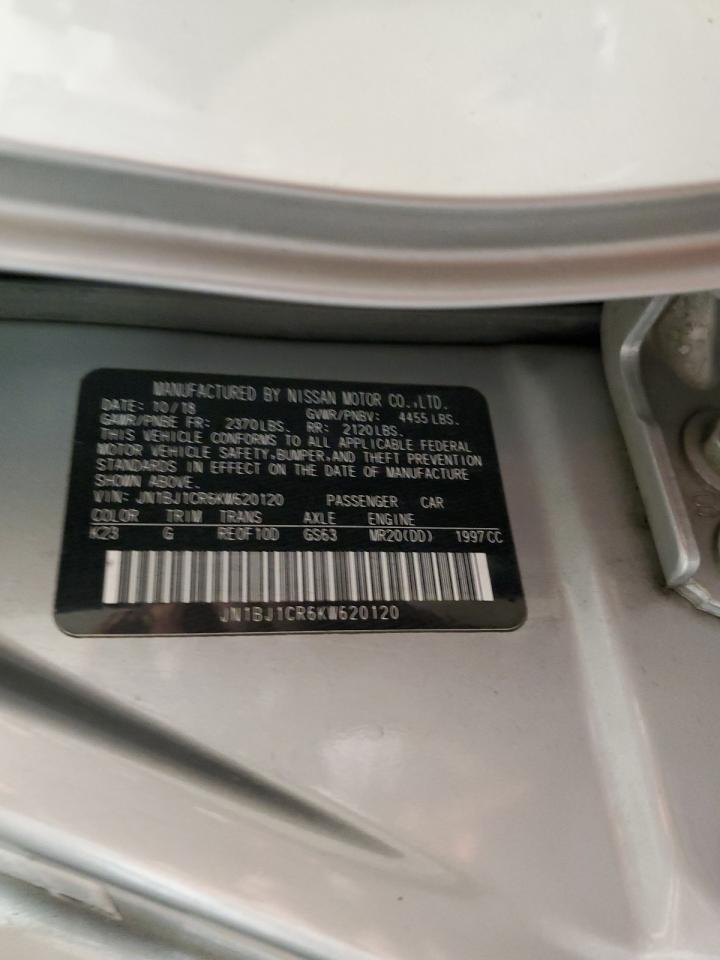 MANUFACTURED BY NISSAN MOTOR CO.,LTD.
DATE: 10/18 GVWR/PNBV: 4455 LBS.
GAWR/PNBE FR: 2370LBS. RR: 2120LBS.
THIS VEHICLE CONFORMS TO ALL APPLICABLE FEDERAL
MOTOR VEHICLE SAFETY,BUMPER,AND THEFT PREVENTION
STANDARDS IN EFFECT ON THE DATE OF MANUFACTURE
SHOWN ABOVE.
VIN: JN1BJ1CR6KW620120 PASSENGER CAR
COLOR TRIM TRANS AXLE ENGINE
K23 G RE0F10D GS63 MR20(DD) 1997CC
JN1BJ1CR6KW620120